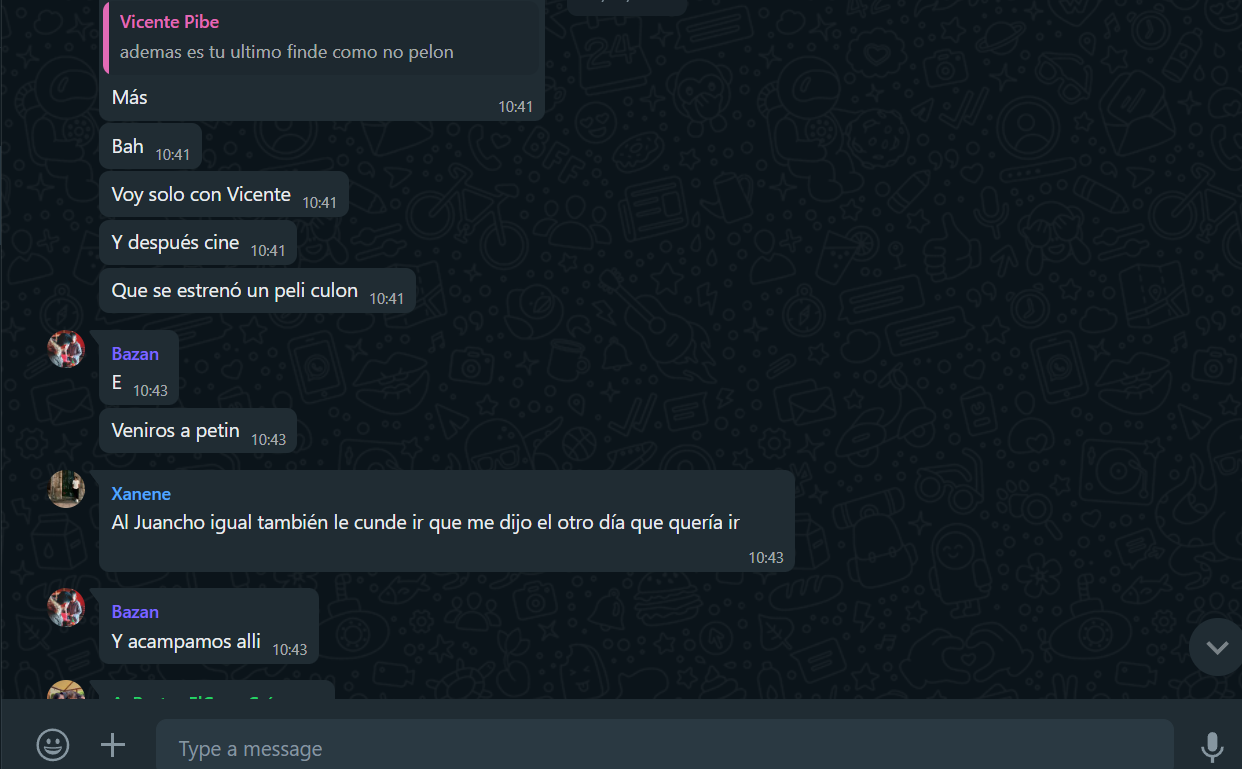 Vicente Pibe
ademas es tu ultimo finde como no pelon
Más
10:41
Bah 10:41
Voy solo con Vicente 10:41
Y después cine 10:41
Que se estrenó un peli culon 10:41
Bazan
E 10:43
Veniros a petin 10:43
Xanene
Al Juancho igual también le cunde ir que me dijo el otro día que quería ir
10:43
Bazan
Y acampamos alli 10:43
Type a message